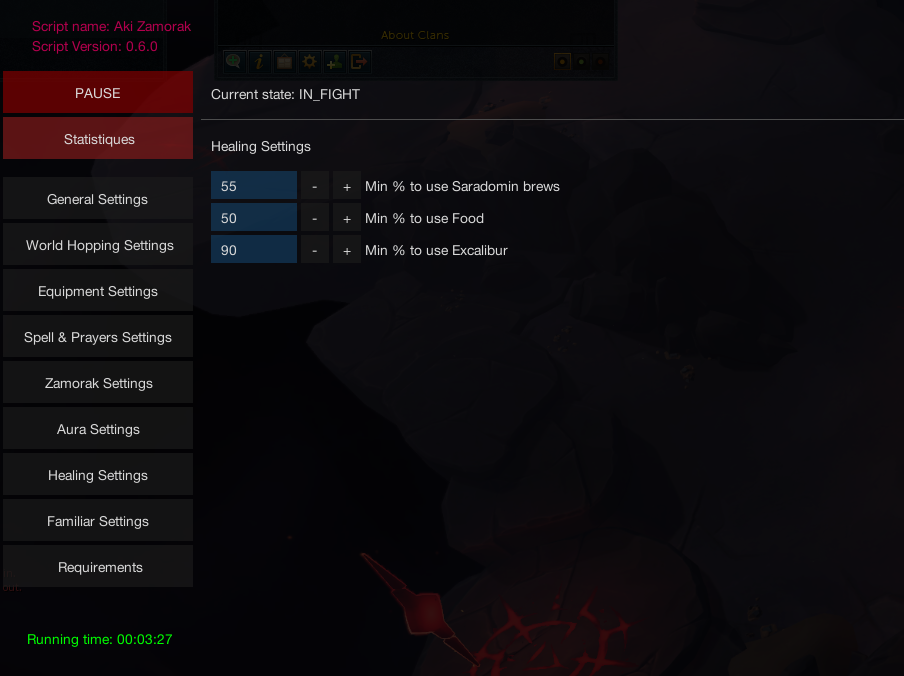 Script name: Aki Zamorak
Script Version: 0.6.0
About Clans
PAUSE
Statistiques
General Settings
World Hopping Settings
Equipment Settings
Spell & Prayers Settings
Zamorak Settings
Aura Settings
Healing Settings
Familiar Settings
Requirements
Running time: 00:03:27
Current state: IN_FIGHT
Healing Settings
55 - + Min % to use Saradomin brews
50 - + Min % to use Food
90 - + Min % to use Excalibur